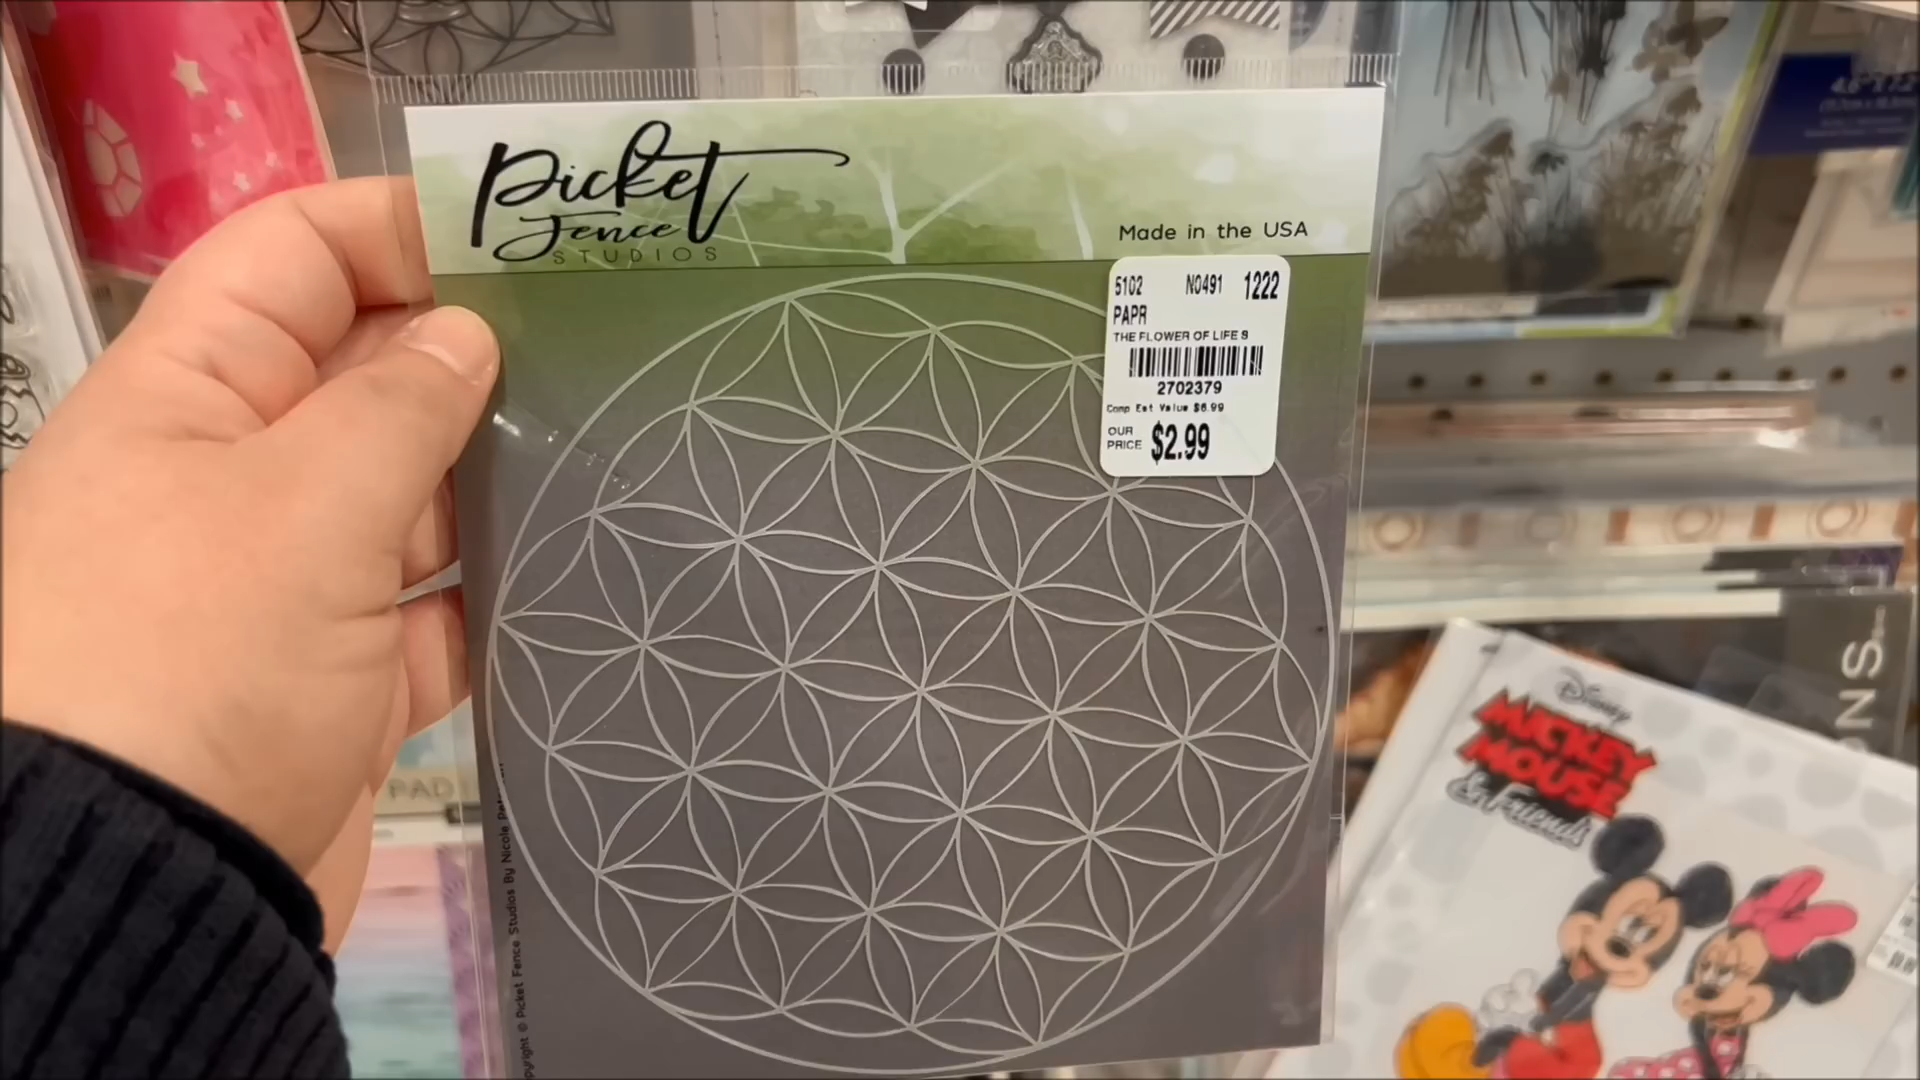 Picket
Fence
STUDIOS
Made in the USA
5102 N0491 1222
PAPR
THE FLOWER OF LIFE S
2702379
Comp Est Value $6.99
OUR
PRICE $2.99
Picket Fence Studios By Nicole
PAD
Disney
MICKEY
MOUSE
& Friends